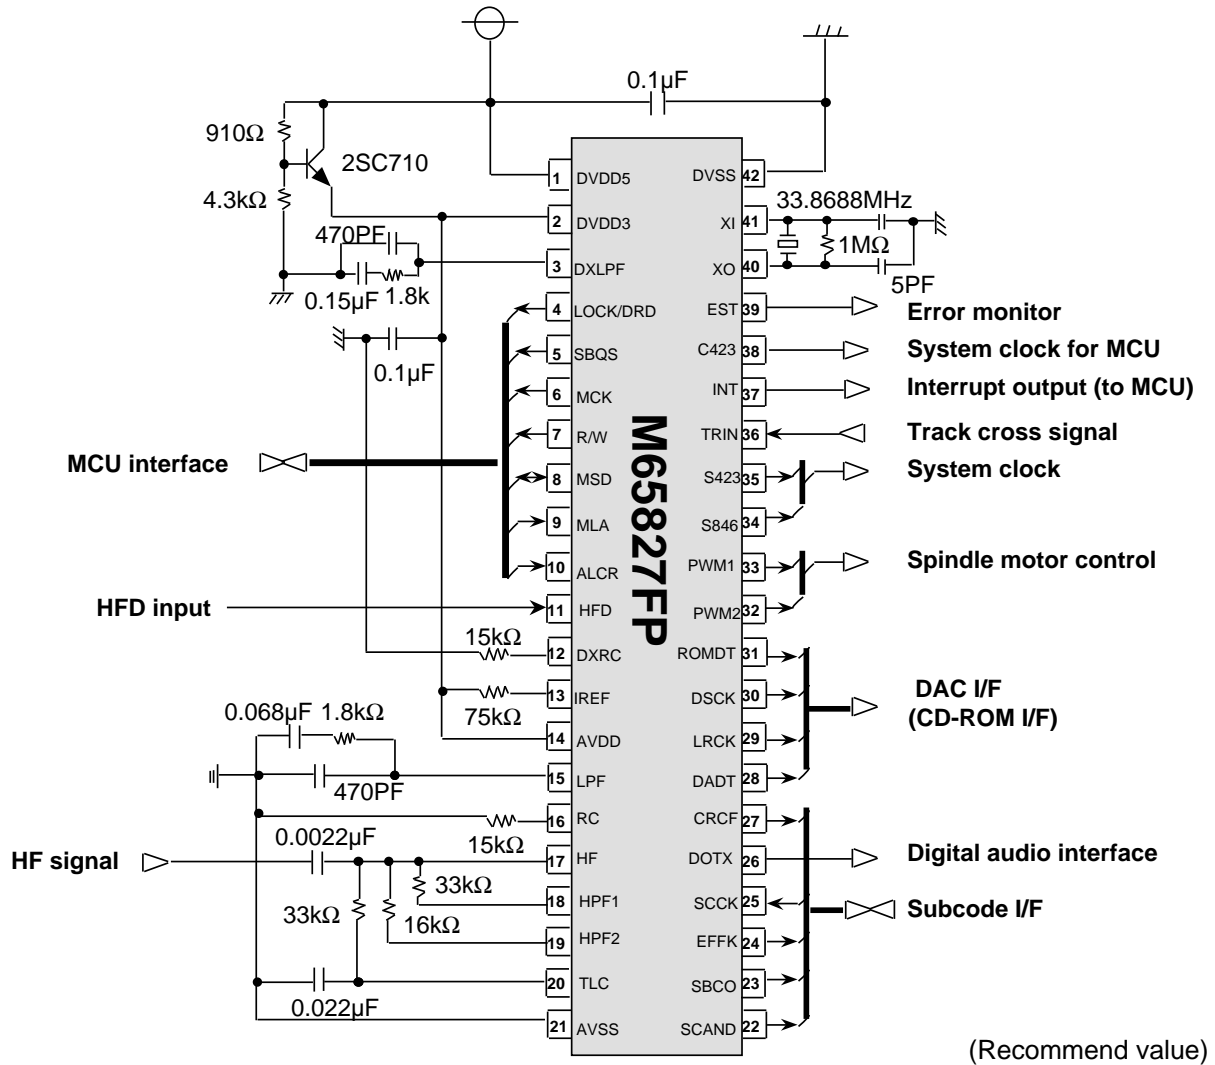 0.1µF
910Ω
2SC710
4.3kΩ
470PF
0.15µF
1.8k
0.1µF
1 DVDD5
2 DVDD3
3 DXLPF
4 LOCK/DRD
5 SBQS
6 MCK
7 R/W
8 MSD
9 MLA
10 ALCR
11 HFD
12 DXRC
13 IREF
14 AVDD
15 LPF
16 RC
17 HF
18 HPF1
19 HPF2
20 TLC
21 AVSS
MCU interface
HFD input
15kΩ
75kΩ
0.068µF
1.8kΩ
470PF
15kΩ
0.0022µF
HF signal
33kΩ
33kΩ
16kΩ
0.022µF
M65827FP
DVSS 42
XI 41
XO 40
EST 39
C423 38
INT 37
TRIN 36
S423 35
S846 34
PWM1 33
PWM2 32
ROMDT 31
DSCK 30
LRCK 29
DADT 28
CRCF 27
DOTX 26
SCCK 25
EFFK 24
SBCO 23
SCAND 22
33.8688MHz
1MΩ
5PF
Error monitor
System clock for MCU
Interrupt output (to MCU)
Track cross signal
System clock
Spindle motor control
DAC I/F
(CD-ROM I/F)
Digital audio interface
Subcode I/F
(Recommend value)